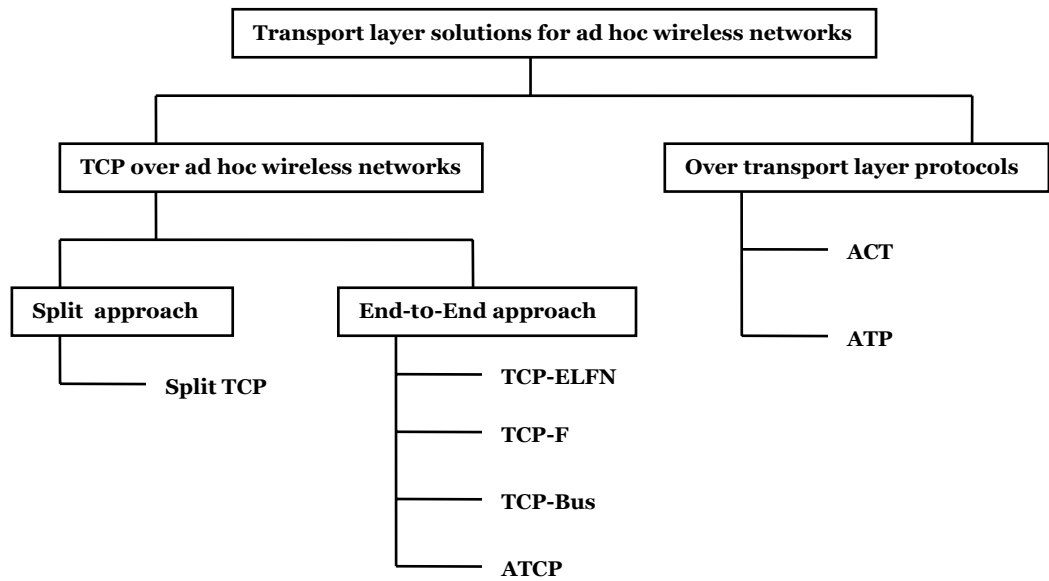 Transport layer solutions for ad hoc wireless networks
TCP over ad hoc wireless networks
Over transport layer protocols
ACT
ATP
Split approach
End-to-End approach
Split TCP
TCP-ELFN
TCP-F
TCP-Bus
ATCP